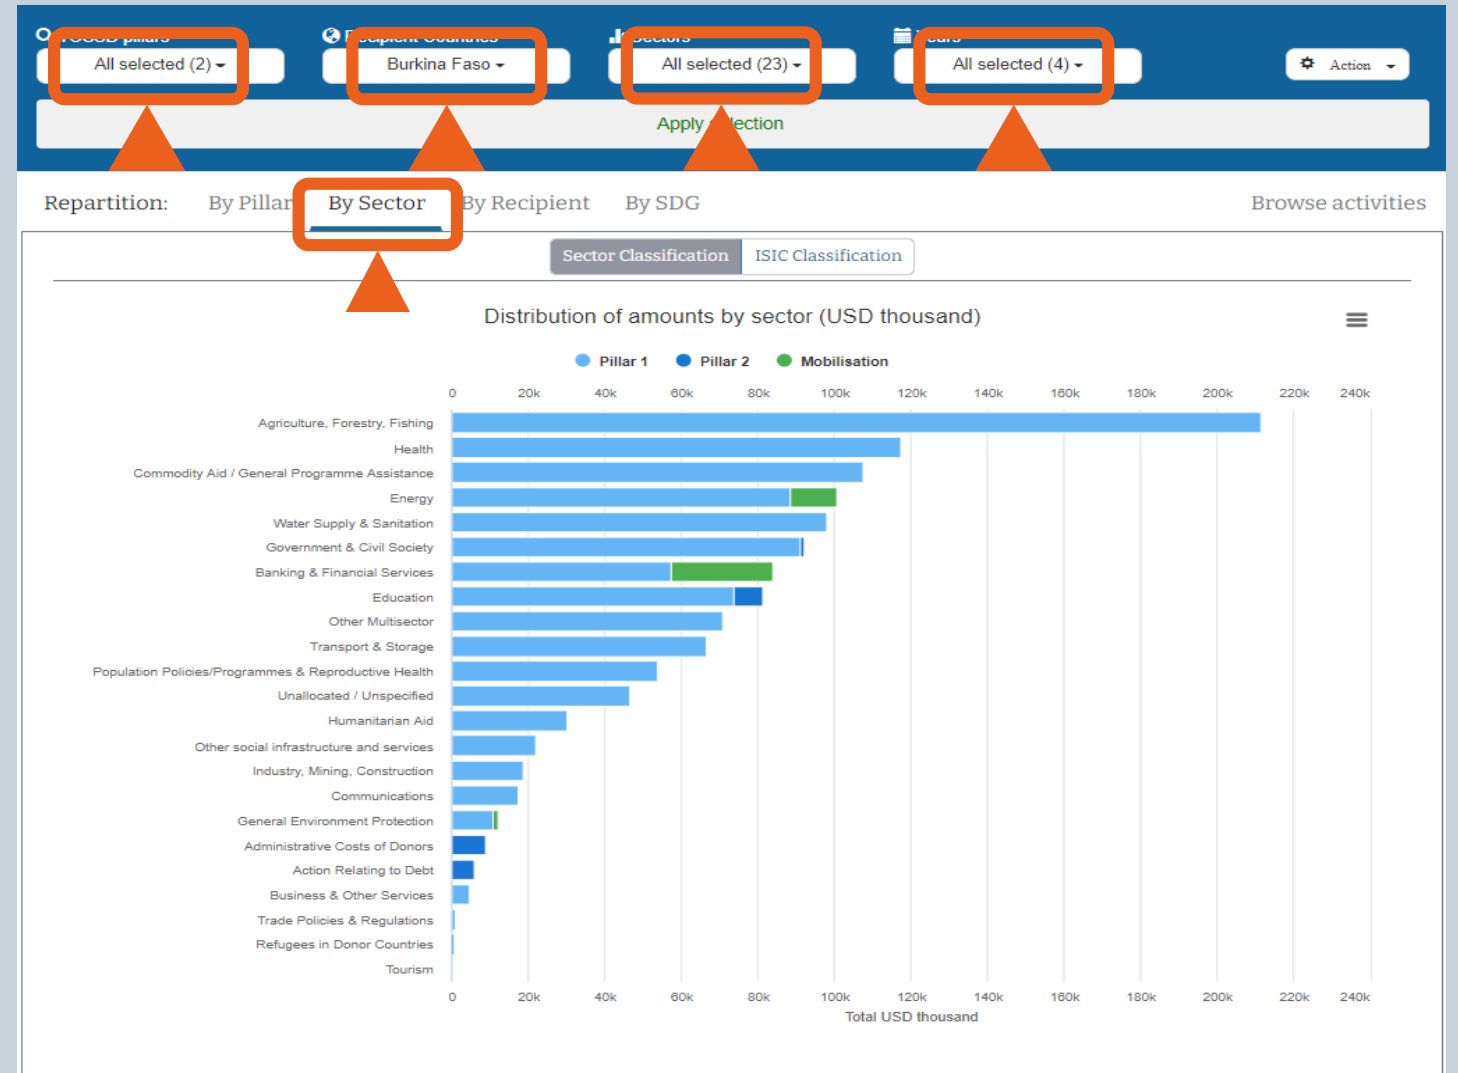 pillars Recipient Countries Sectors Years
All selected (2) Burkina Faso All selected (23) All selected (4) Action
Apply selection
Repartition: By Pillar By Sector By Recipient By SDG Browse activities
Sector Classification ISIC Classification
Distribution of amounts by sector (USD thousand)
Pillar 1 Pillar 2 Mobilisation
0 20k 40k 60k 80k 100k 120k 140k 160k 180k 200k 220k 240k
Agriculture, Forestry, Fishing
Health
Commodity Aid / General Programme Assistance
Energy
Water Supply & Sanitation
Government & Civil Society
Banking & Financial Services
Education
Other Multisector
Transport & Storage
Population Policies/Programmes & Reproductive Health
Unallocated / Unspecified
Humanitarian Aid
Other social infrastructure and services
Industry, Mining, Construction
Communications
General Environment Protection
Administrative Costs of Donors
Action Relating to Debt
Business & Other Services
Trade Policies & Regulations
Refugees in Donor Countries
Tourism
0 20k 40k 60k 80k 100k 120k 140k 160k 180k 200k 220k 240k
Total USD thousand